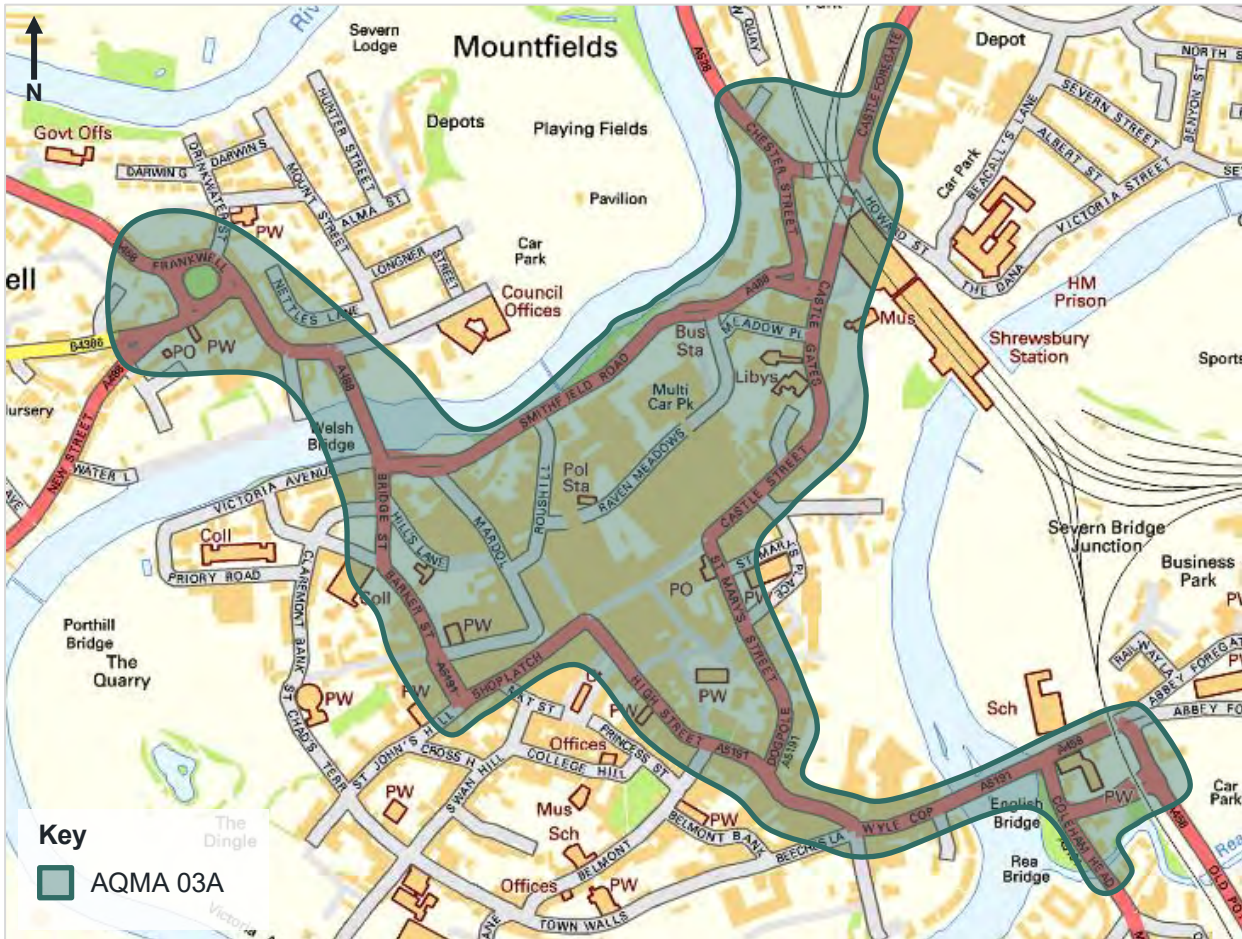 N
Severn
Lodge
Mountfields
Depots
Playing Fields
Pavilion
Car
Park
Govt Offs
DARWIN S
DARWIN G
HUNTER STREET
MOUNT STREET
ALMA ST
LONGNER
STREET
PW
FRANKWELL
NETTLES LANE
Council
Offices
ell
B4386
PO
PW
A488
NEW STREET
WATER L
Welsh
Bridge
VICTORIA AVENUE
A528
CHESTER STREET
CASTLE FOREGATE
Depot
NORTH S
SEVERN STREET
BENYON ST
ALBERT ST
BEACALL'S LANE
Car Park
VICTORIA STREET
HOWARD ST
THE DANA
HM
Prison
Shrewsbury
Station
Mus
Sports
A488
Bus
Sta
MEADOW PL
CASTLE GATES
Libys
Multi
Car Pk
SMITHFIELD ROAD
RAVEN MEADOWS
Pol
Sta
ROUSHILL
MARDOL
HILL'S LANE
BRIDGE ST
BARKER ST
Coll
PW
A5191
SHOPLATCH
CASTLE STREET
ST MARY'S
PLACE
PO
ST MARY'S STREET
PW
HIGH STREET
PW
A5191
DOGPOLE
A5191
WYLE COP
A5191
Severn Bridge
Junction
Business
Park
Sch
RAILWAY LA
ABBEY FOREGAT
ABBEY FO
A458
PW
Car
Park
English
Bridge
COLEHAM HEAD
Rea
Bridge
OLD POT
Coll
PRIORY ROAD
CLAREMONT BANK
Porthill
Bridge
The
Quarry
ST CHAD'S TERR
PW
PW
ST JOHN'S HILL
CROSS H
SWAN HILL
COLLEGE HILL
Offices
PRINCESS ST
PW
Mus
Sch
BELMONT
BELMONT BANK
PW
BEECHES LA
Offices
PW
TOWN WALLS
The
Dingle
Key
AQMA 03A